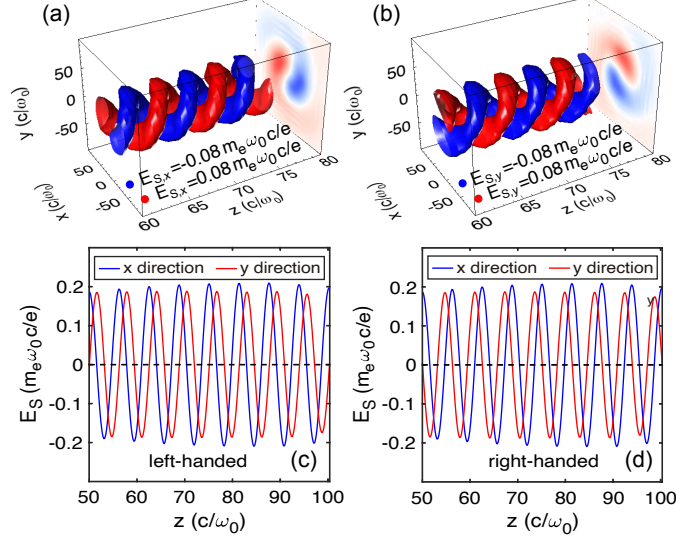 (a)
(b)
y (c|ω₀)
50
0
-50
x (c|ω₀)
50
0
-50
E_S,x=-0.08 m_eω₀c/e
E_S,x=0.08 m_eω₀c/e
60
65
70
75
80
z (c/ω₀)
y (c|ω₀)
50
0
-50
x (c|ω₀)
50
0
-50
E_S,y=-0.08 m_eω₀c/e
E_S,y=0.08 m_eω₀c/e
60
65
70
75
80
z (c/ω₀)
x direction y direction
E_S (m_eω₀c/e)
0.2
0.1
0
-0.1
-0.2
left-handed (c)
50 60 70 80 90 100
z (c/ω₀)
x direction y direction
y
E_S (m_eω₀c/e)
0.2
0.1
0
-0.1
-0.2
right-handed (d)
50 60 70 80 90 100
z (c/ω₀)